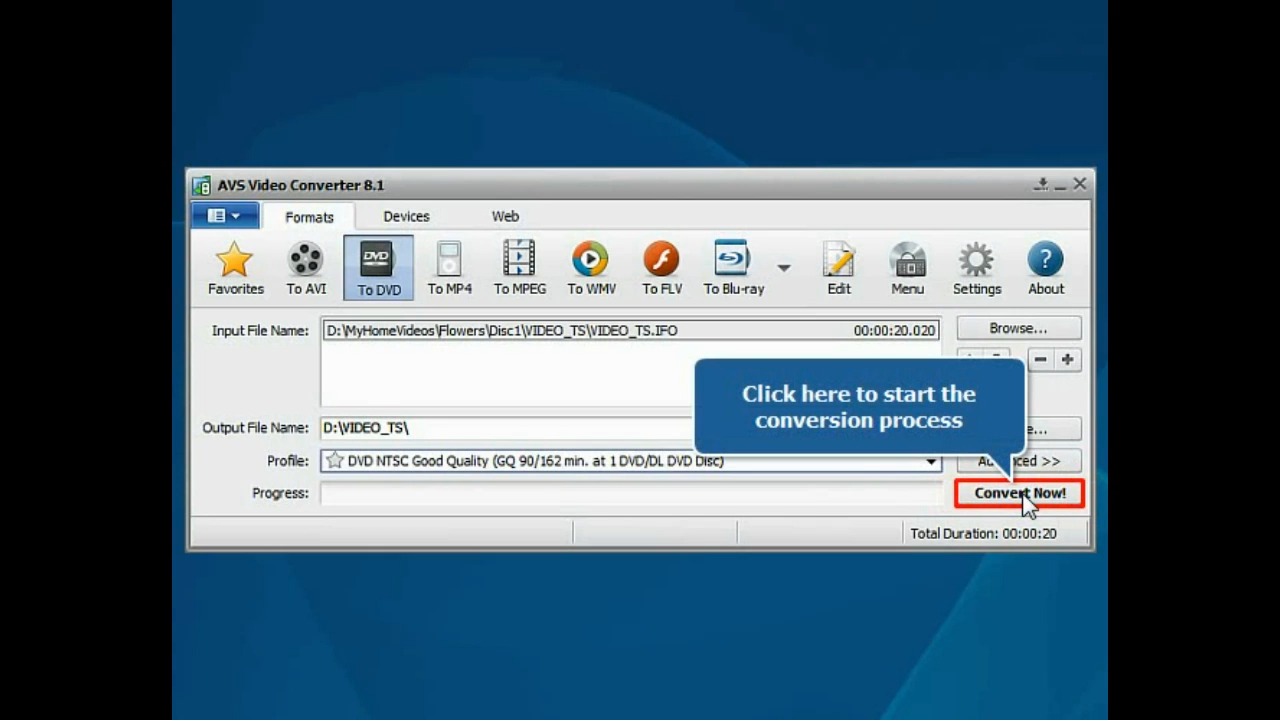 AVS Video Converter 8.1
Formats Devices Web
DVD
Favorites To AVI To DVD To MP4 To MPEG To WMV To FLV To Blu-ray Edit Menu Settings About
Input File Name: D:\MyHomeVideos\Flowers\Disc1\VIDEO_TS\VIDEO_TS.IFO 00:00:20.020 Browse...
Click here to start the
conversion process
Output File Name: D:\VIDEO_TS\
Profile: DVD NTSC Good Quality (GQ 90/162 min. at 1 DVD/DL DVD Disc)
Progress: Convert Now!
Total Duration: 00:00:20